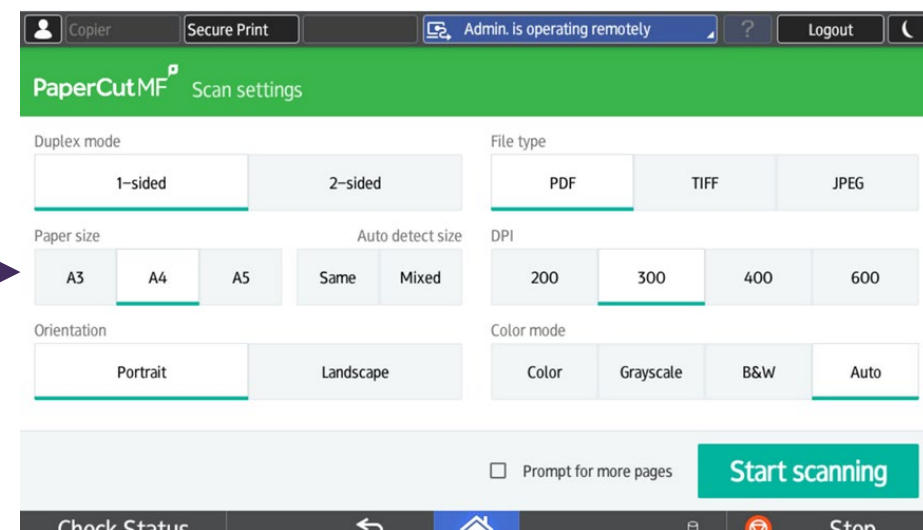 Copier Secure Print Admin. is operating remotely ? Logout
PaperCut MF Scan settings
Duplex mode File type
1-sided 2-sided PDF TIFF JPEG
Paper size Auto detect size DPI
A3 A4 A5 Same Mixed 200 300 400 600
Orientation Color mode
Portrait Landscape Color Grayscale B&W Auto
Prompt for more pages Start scanning
Check Status Stop